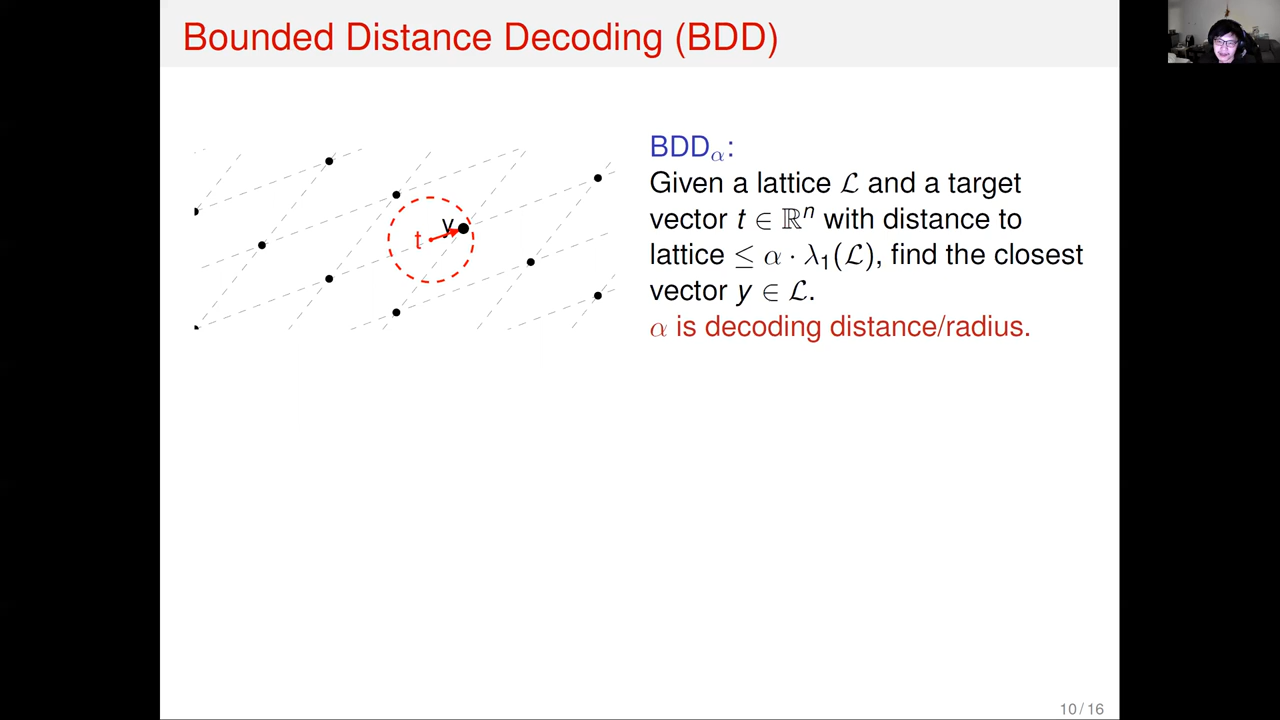 Bounded Distance Decoding (BDD)
BDD_α:
Given a lattice ℒ and a target
vector t ∈ ℝⁿ with distance to
lattice ≤ α · λ₁(ℒ), find the closest
vector y ∈ ℒ.
α is decoding distance/radius.
y
t
10 / 16